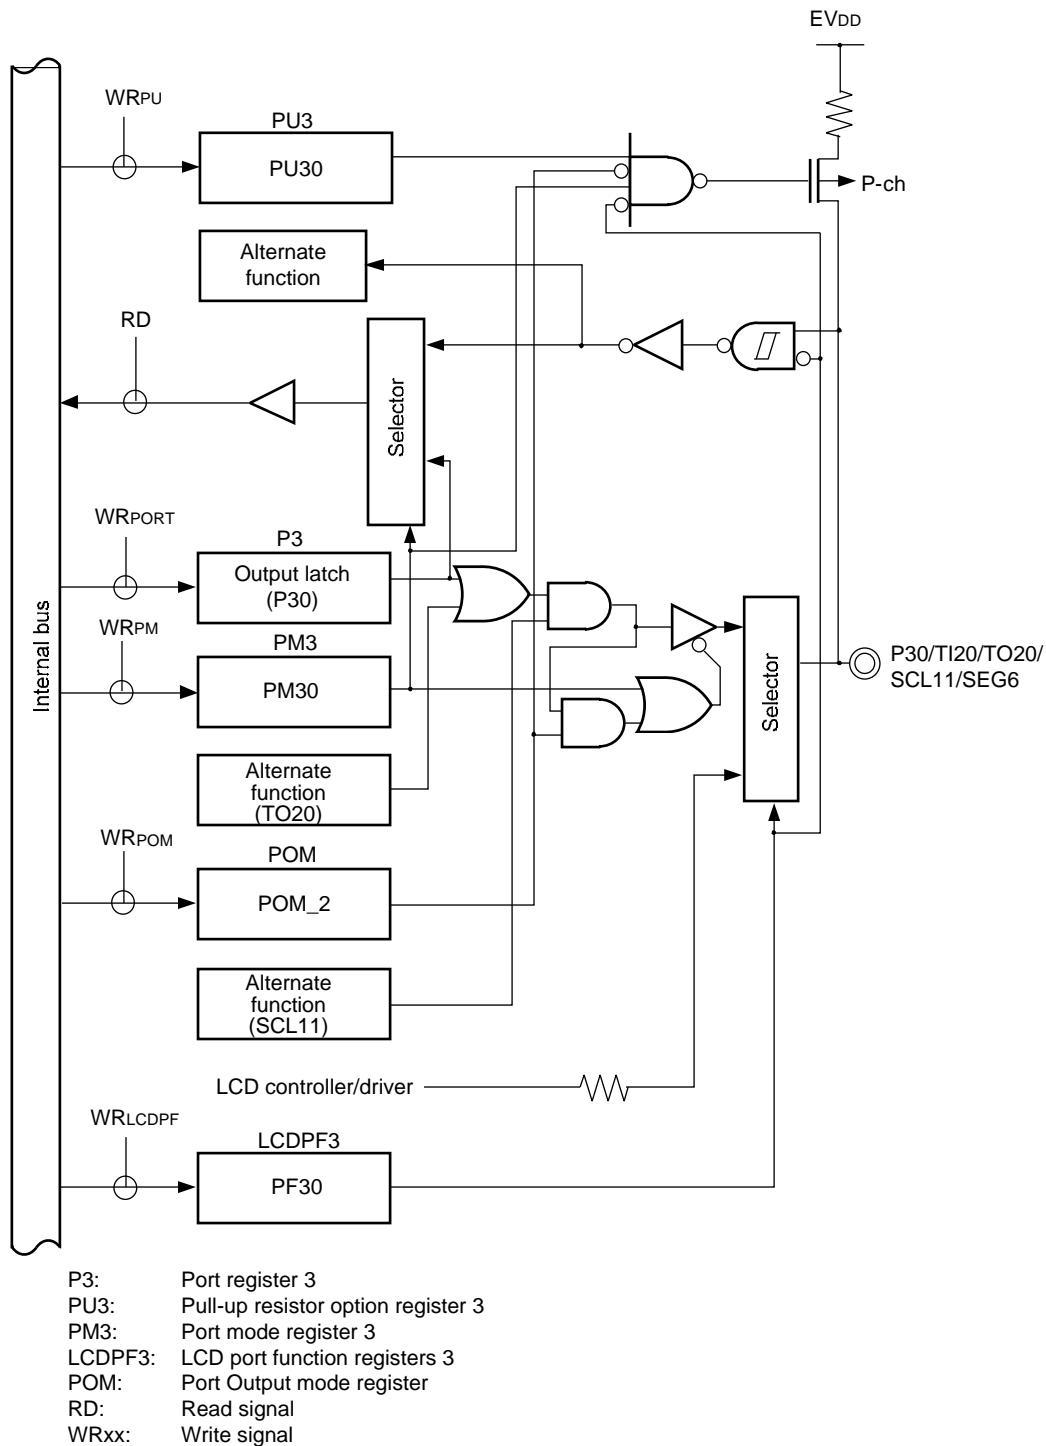 EVDD
WRPU
PU3
PU30
P-ch
Alternate
function
RD
Selector
WRPORT
P3
Output latch
(P30)
Internal bus
WRPM
PM3
PM30
Selector
P30/TI20/TO20/
SCL11/SEG6
Alternate
function
(TO20)
WRPOM
POM
POM_2
Alternate
function
(SCL11)
LCD controller/driver
WRLCDPF
LCDPF3
PF30
P3: Port register 3
PU3: Pull-up resistor option register 3
PM3: Port mode register 3
LCDPF3: LCD port function registers 3
POM: Port Output mode register
RD: Read signal
WRxx: Write signal